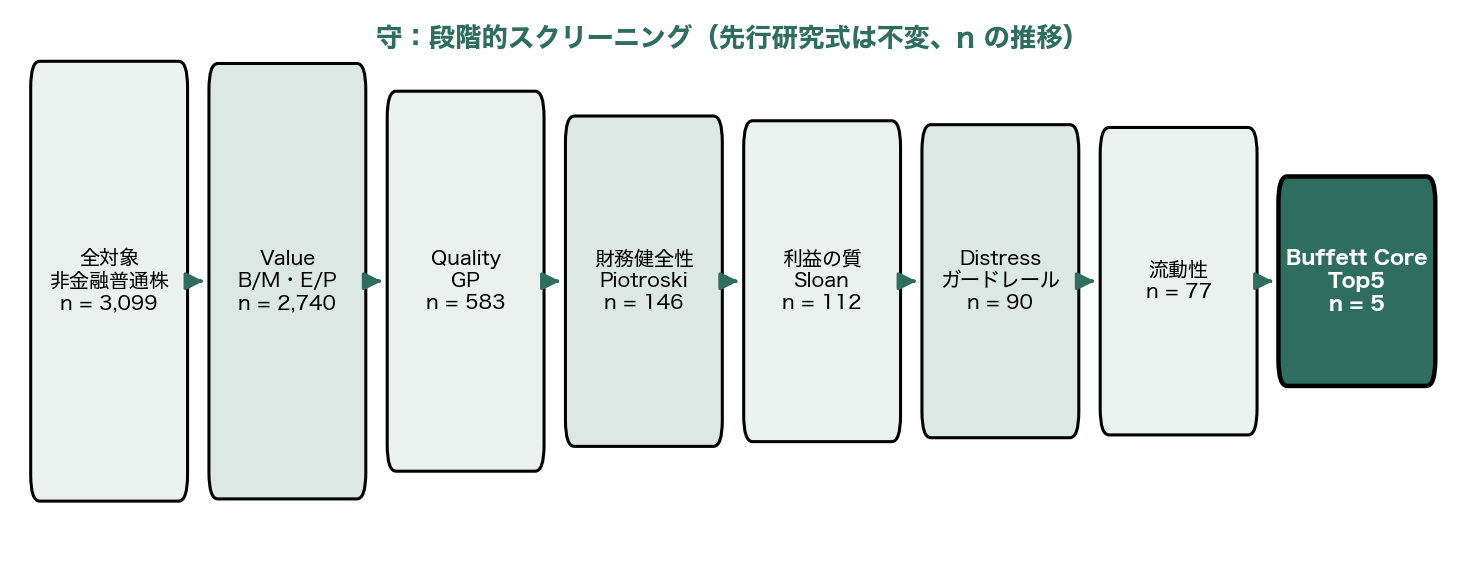 守：段階的スクリーニング（先行研究式は不変、n の推移）
全対象
非金融普通株
n = 3,099
Value
B/M・E/P
n = 2,740
Quality
GP
n = 583
財務健全性
Piotroski
n = 146
利益の質
Sloan
n = 112
Distress
ガードレール
n = 90
流動性
n = 77
Buffett Core
Top5
n = 5